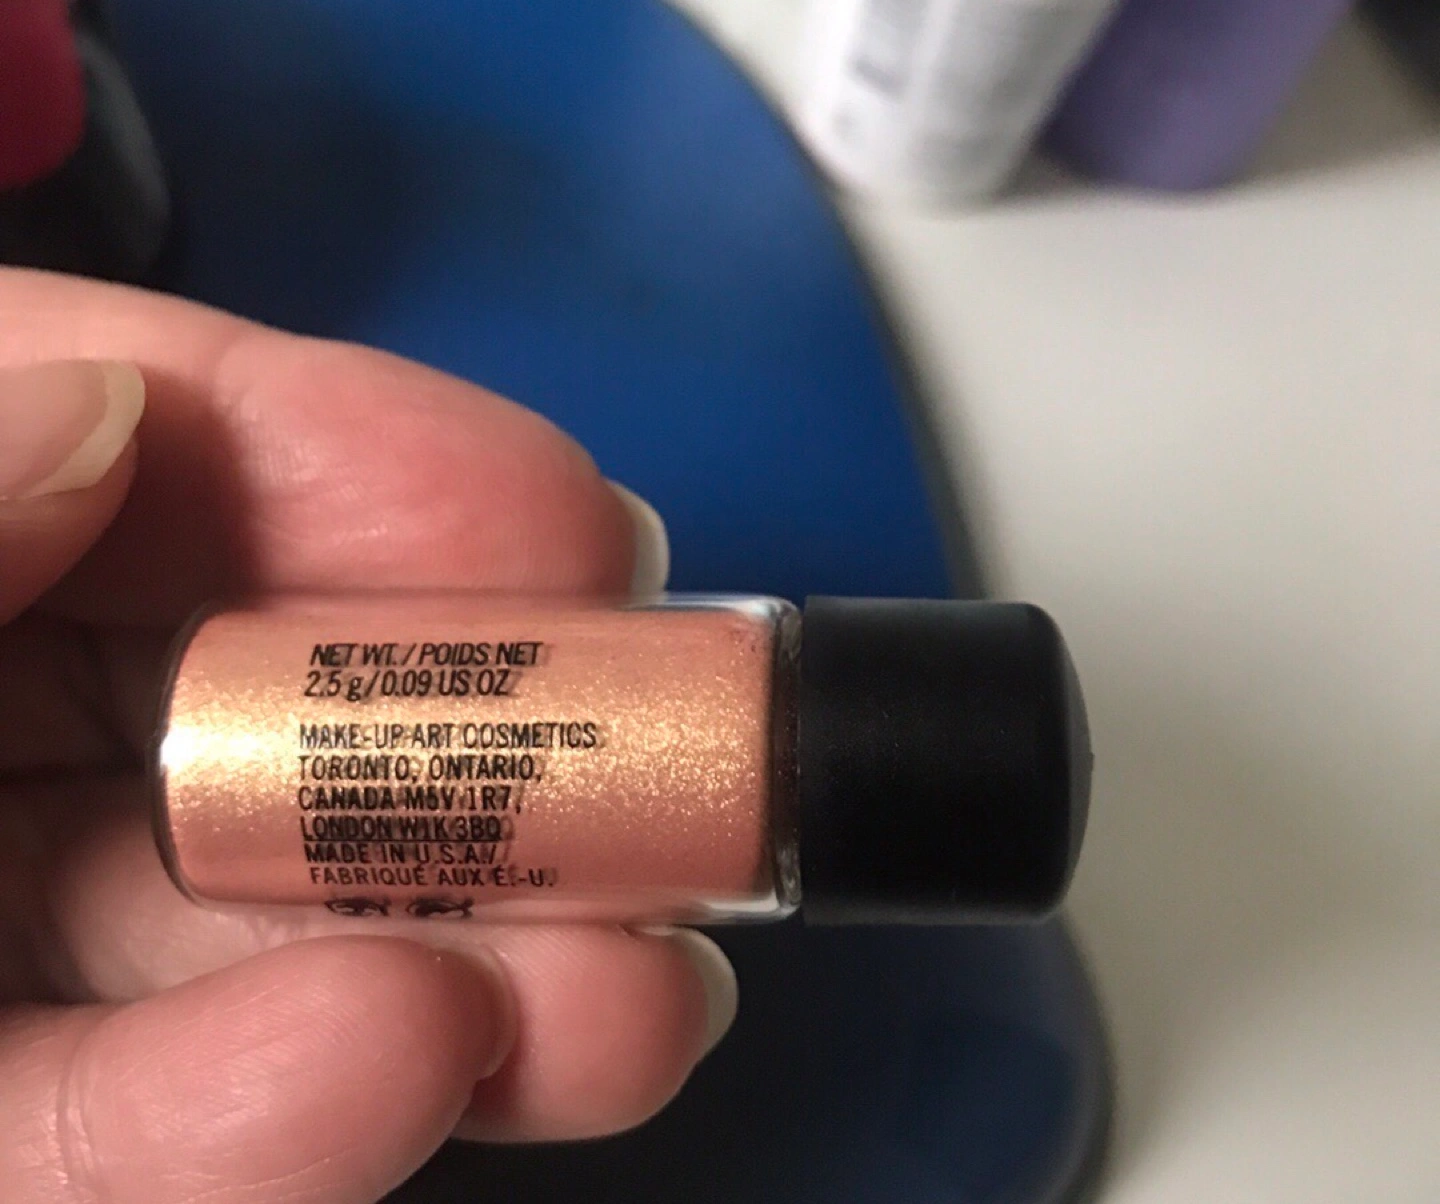 NET WT. / POIDS NET
2.5 g / 0.09 US OZ
MAKE-UP ART COSMETICS
TORONTO, ONTARIO,
CANADA M5V 1R7,
LONDON W1K 3BQ
MADE IN U.S.A./
FABRIQUÉ AUX É.-U.